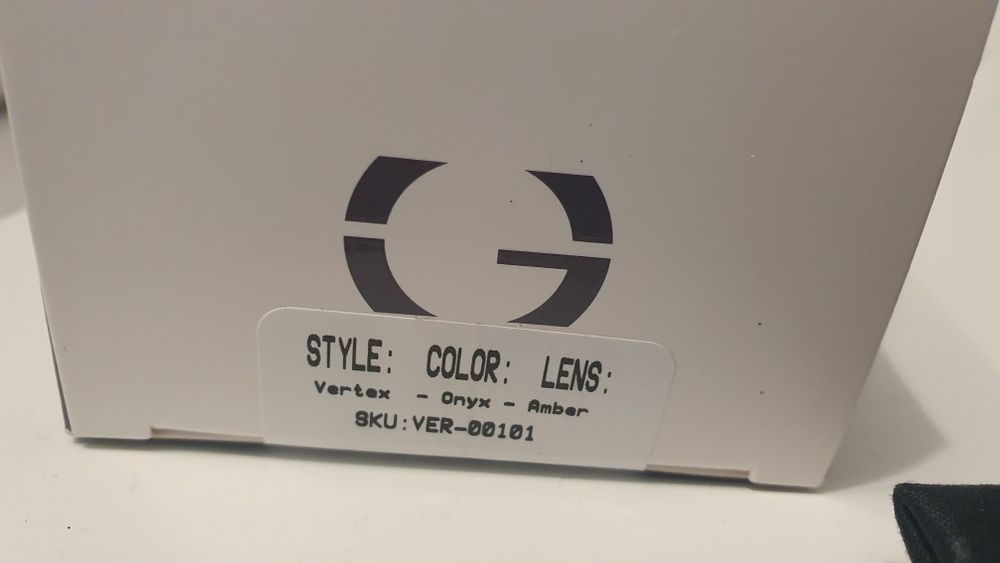 STYLE: COLOR: LENS:
Vertex - Onyx - Amber
SKU:VER-00101